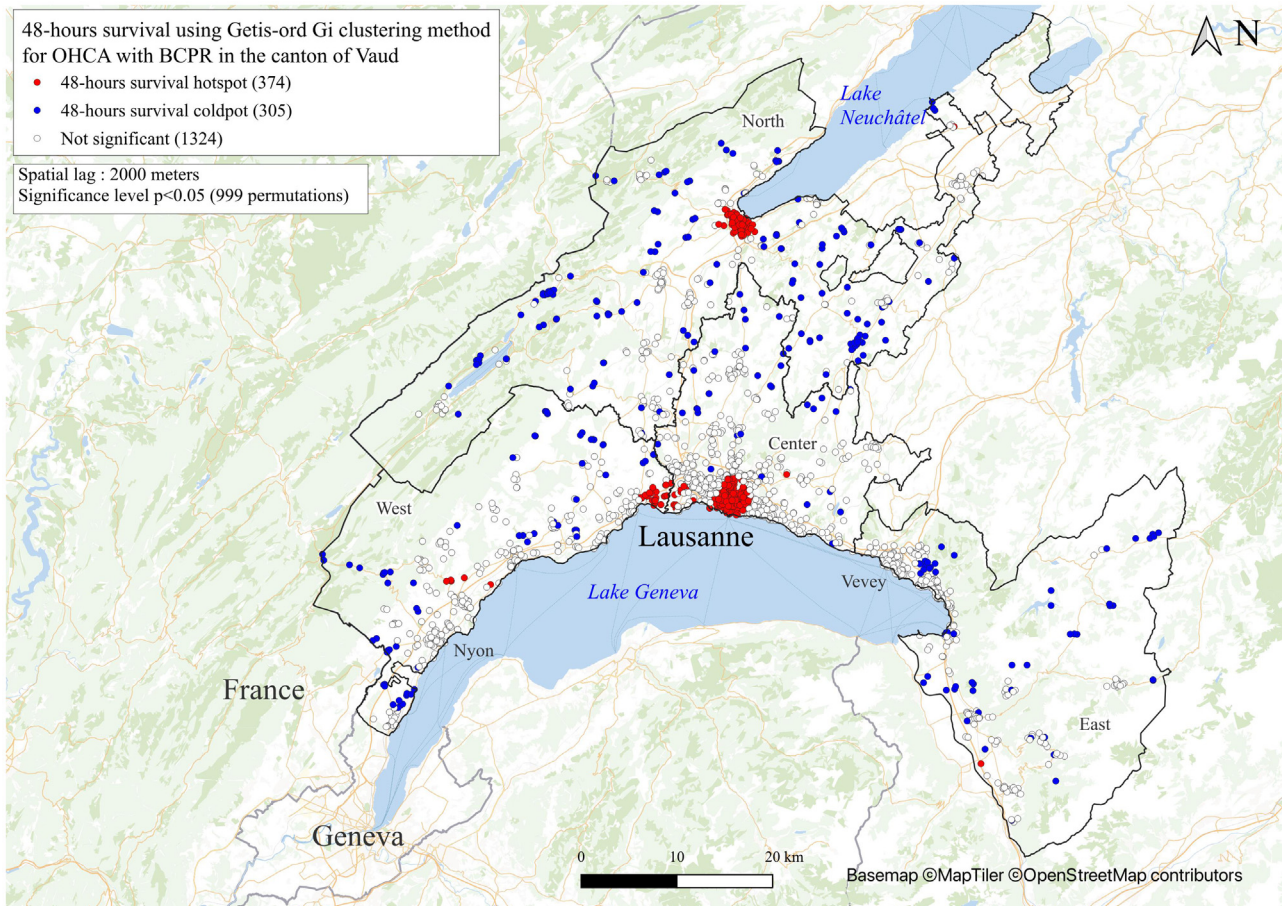 48-hours survival using Getis-ord Gi clustering method
for OHCA with BCPR in the canton of Vaud
48-hours survival hotspot (374)
48-hours survival coldpot (305)
Not significant (1324)
Spatial lag : 2000 meters
Significance level p<0.05 (999 permutations)
N
Lake
Neuchâtel
North
Center
West
Lausanne
Vevey
Lake Geneva
Nyon
France
East
Geneva
0 10 20 km
Basemap ©MapTiler ©OpenStreetMap contributors